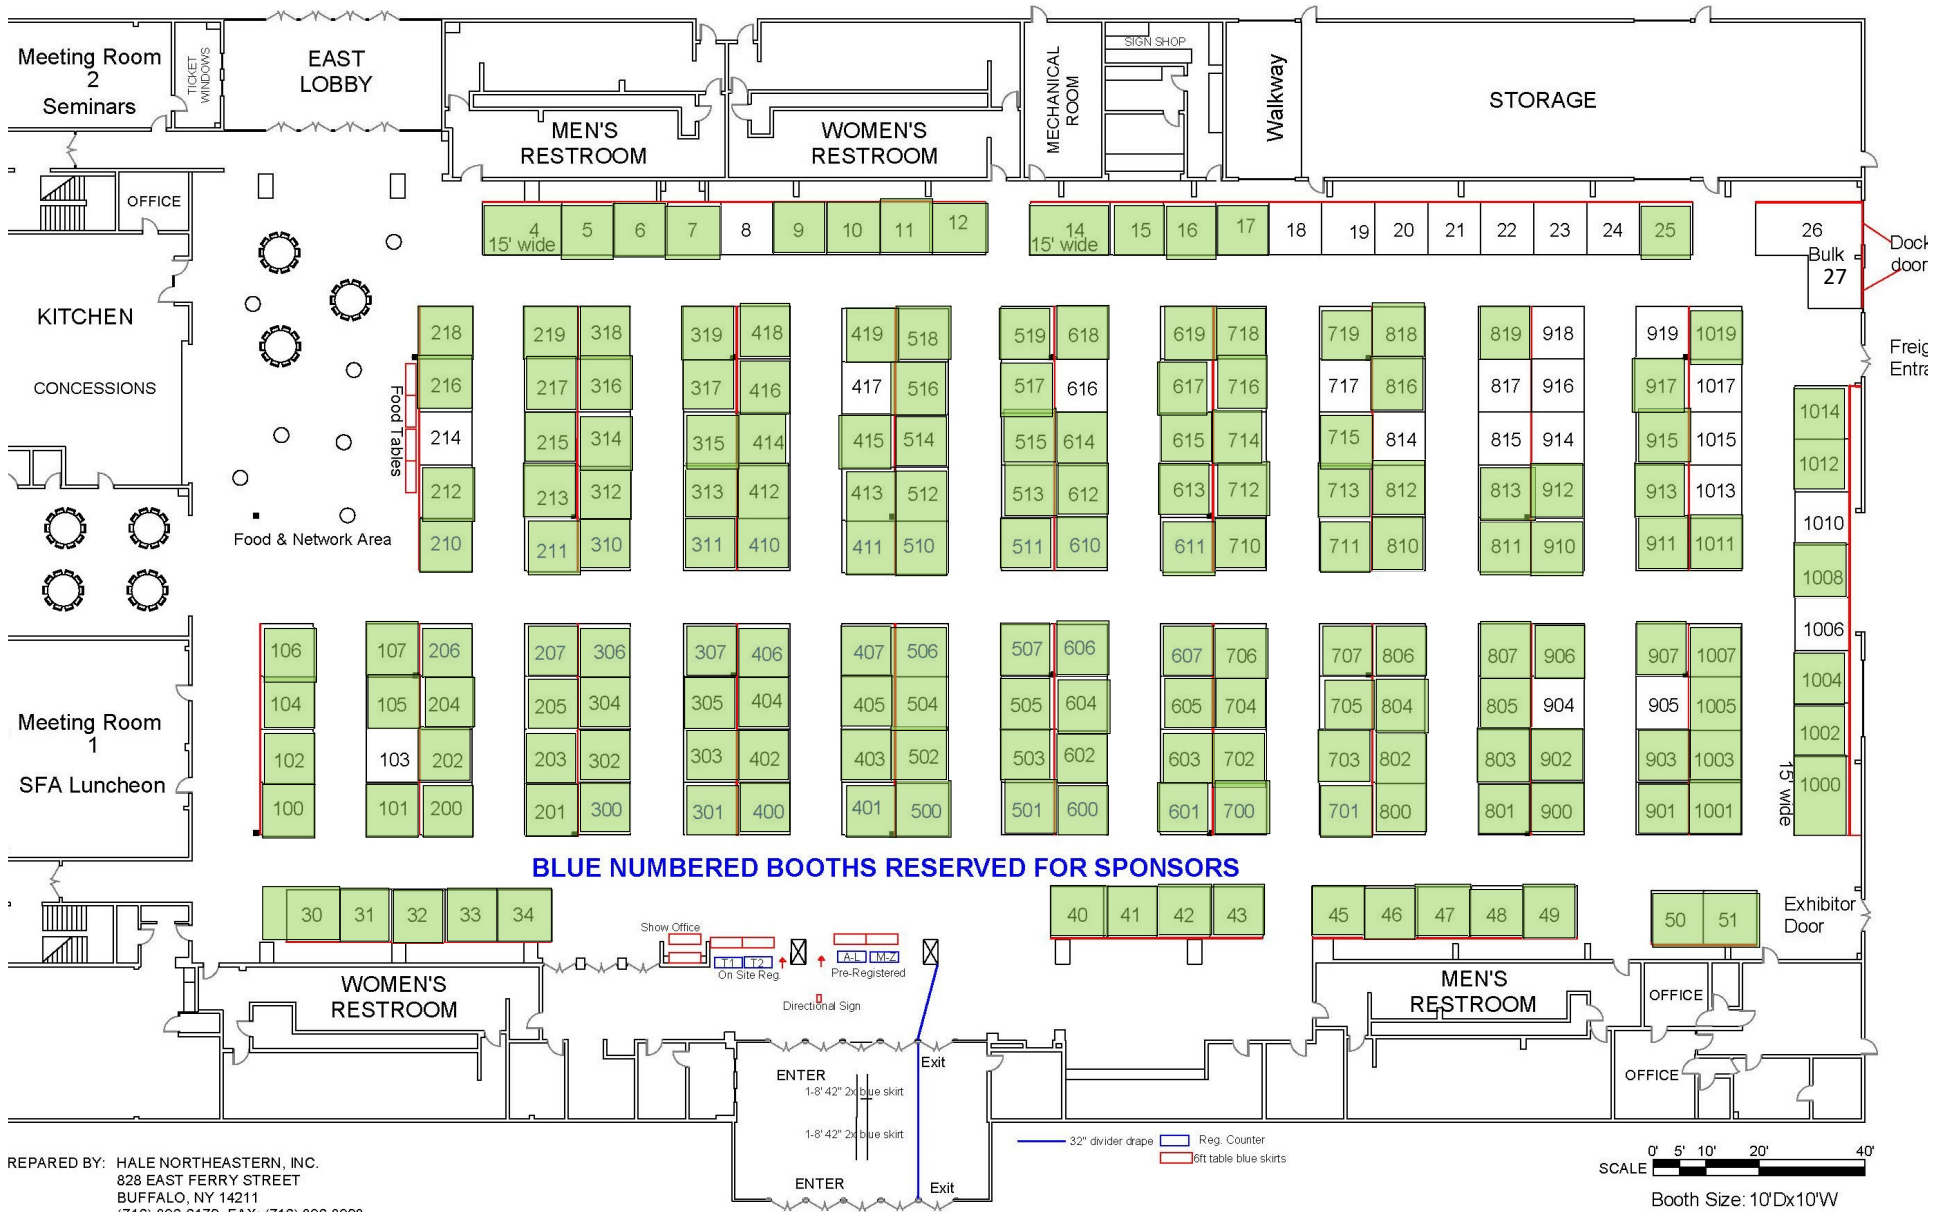 Meeting Room
2
Seminars
TICKET
WINDOWS
EAST
LOBBY
MEN'S
RESTROOM
WOMEN'S
RESTROOM
MECHANICAL
ROOM
SIGN SHOP
Walkway
STORAGE
OFFICE
4 5 6 7 8 9 10 11 12
15' wide
14 15 16 17 18 19 20 21 22 23 24 25
15' wide
26
Bulk
27
Dock
door
KITCHEN
CONCESSIONS
Food Tables
Food & Network Area
218 219 318 319 418 419 518 519 618 619 718 719 818 819 918 919 1019
216 217 316 317 416 417 516 517 616 617 716 717 816 817 916 917 1017
214 215 314 315 414 415 514 515 614 615 714 715 814 815 914 915 1015
212 213 312 313 412 413 512 513 612 613 712 713 812 813 912 913 1013
210 211 310 311 410 411 510 511 610 611 710 711 810 811 910 911 1011
1014
1012
1010
1008
1006
1004
1002
1000
15' wide
106 107 206 207 306 307 406 407 506 507 606 607 706 707 806 807 906 907 1007
104 105 204 205 304 305 404 405 504 505 604 605 704 705 804 805 904 905 1005
102 103 202 203 302 303 402 403 502 503 602 603 702 703 802 803 902 903 1003
100 101 200 201 300 301 400 401 500 501 600 601 700 701 800 801 900 901 1001
Meeting Room
1
SFA Luncheon
BLUE NUMBERED BOOTHS RESERVED FOR SPONSORS
30 31 32 33 34
40 41 42 43
45 46 47 48 49
50 51
Exhibitor
Door
Show Office
T1 T2
On Site Reg.
A-L M-Z
Pre-Registered
Directional Sign
WOMEN'S
RESTROOM
MEN'S
RESTROOM
OFFICE
OFFICE
ENTER
Exit
1-8' 42" 2x blue skirt
1-8' 42" 2x blue skirt
ENTER
Exit
32" divider drape
Reg. Counter
6ft table blue skirts
SCALE
0' 5' 10' 20' 40'
Booth Size: 10'Dx10'W
REPARED BY: HALE NORTHEASTERN, INC.
828 EAST FERRY STREET
BUFFALO, NY 14211